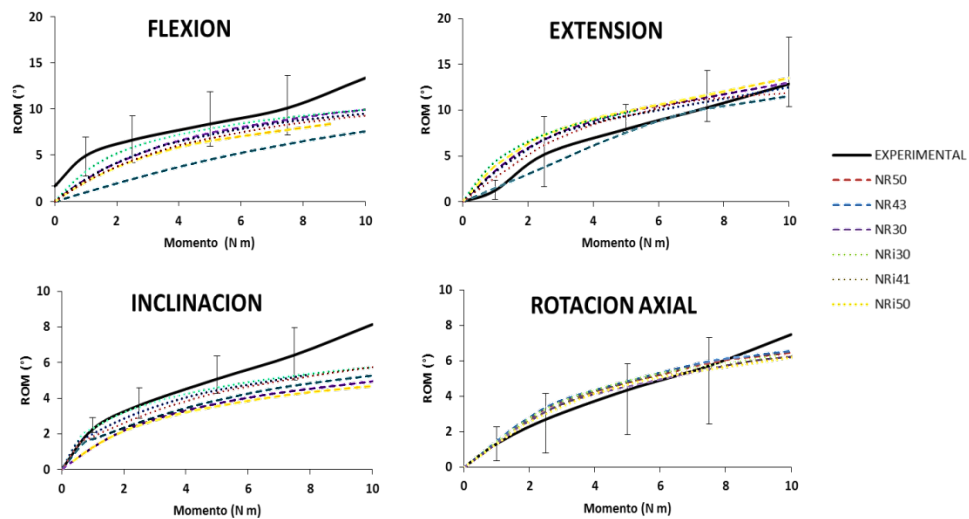 FLEXION
20
15
10
5
0
ROM (°)
0 2 4 6 8 10
Momento (N m)
EXTENSION
20
15
10
5
0
ROM (°)
0 2 4 6 8 10
Momento (N m)
EXPERIMENTAL
NR50
NR43
NR30
NRi30
NRi41
NRi50
INCLINACION
10
8
6
4
2
0
ROM (°)
0 2 4 6 8 10
Momento (N m)
ROTACION AXIAL
10
8
6
4
2
0
ROM (°)
0 2 4 6 8 10
Momento (N m)